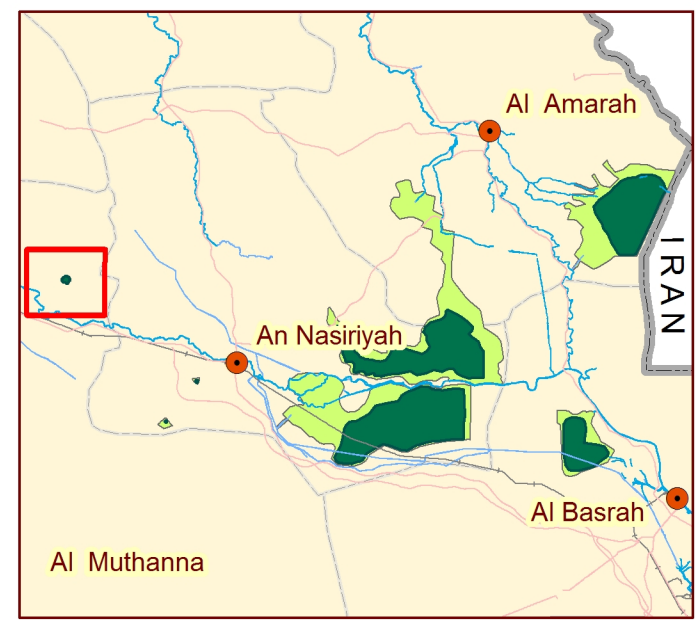 Al  Amarah
IRAN
An Nasiriyah
Al Basrah
Al  Muthanna